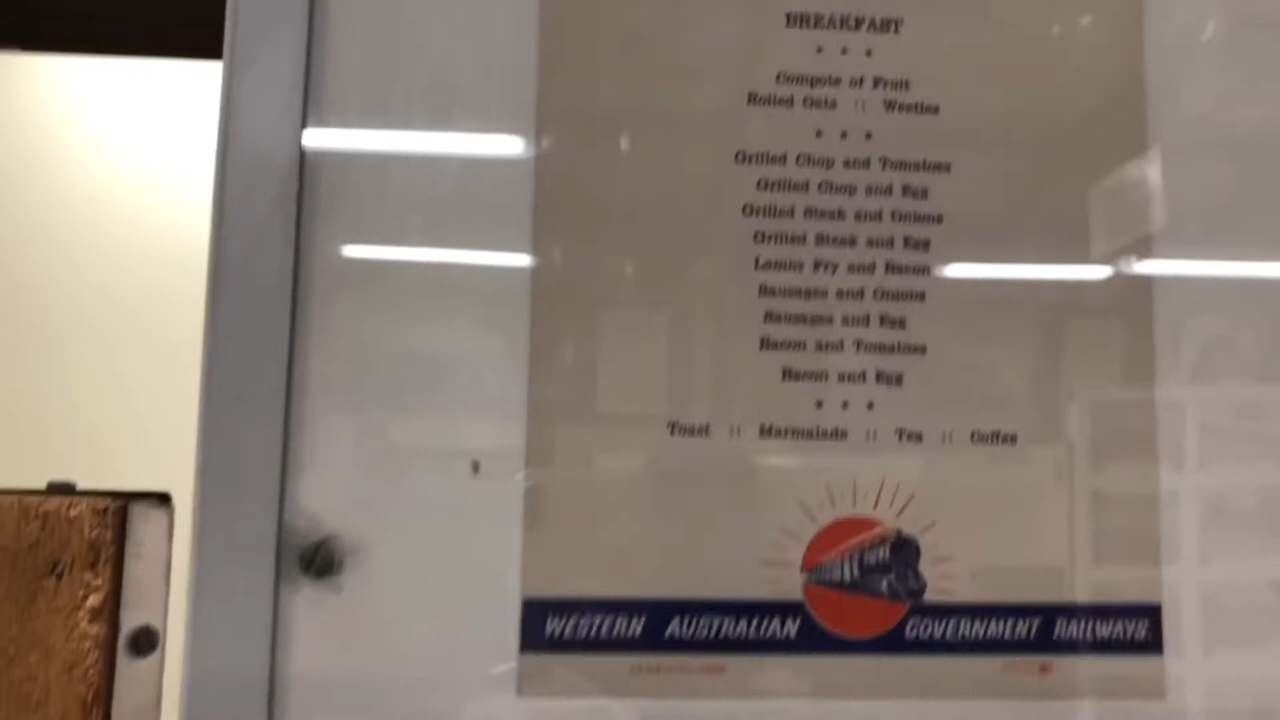 BREAKFAST
Compote of Fruit
Rolled Oats :: Weeties
Grilled Chop and Tomatoes
Grilled Chop and Egg
Grilled Steak and Onions
Grilled Steak and Egg
Lambs Fry and Bacon
Sausages and Onions
Sausages and Egg
Bacon and Tomatoes
Bacon and Egg
Toast :: Marmalade :: Tea :: Coffee
WESTERN AUSTRALIAN GOVERNMENT RAILWAYS.